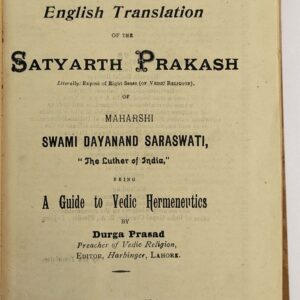 English Translation
OF THE
SATYARTH PRAKASH
Literally: Exposé of Right Sense (OF VEDIC RELIGION).
OF
MAHARSHI
SWAMI DAYANAND SARASWATI,
"The Luther of India,"
BEING
A Guide to Vedic Hermeneutics
BY
Durga Prasad
Preacher of Vedic Religion,
EDITOR, Harbinger, LAHORE.